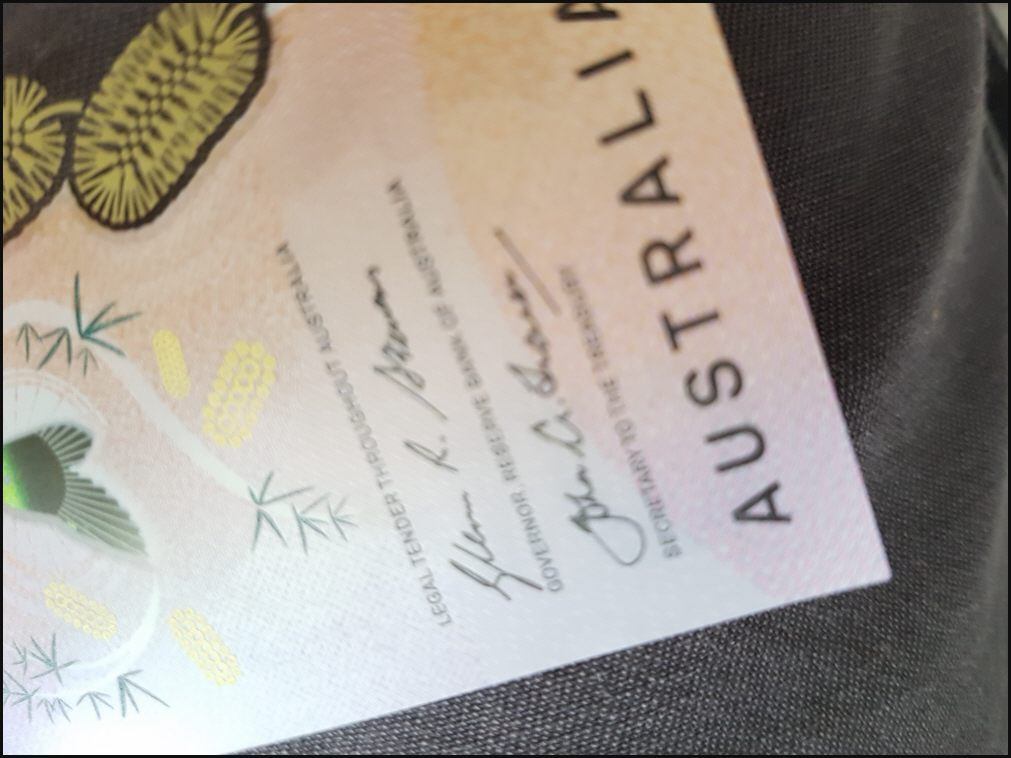 LEGAL TENDER THROUGHOUT AUSTRALIA
Glenn R. Stevens
GOVERNOR, RESERVE BANK OF AUSTRALIA
John A. Fraser
SECRETARY TO THE TREASURY
AUSTRALIA